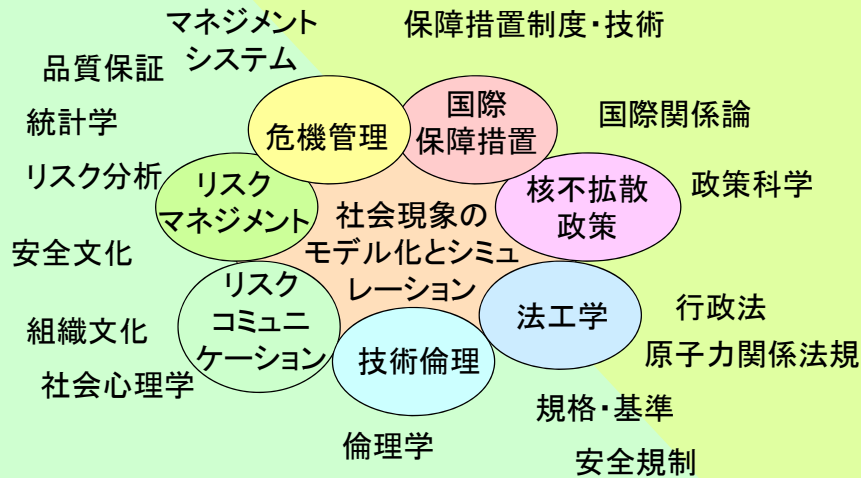 マネジメント
システム
保障措置制度・技術
品質保証
統計学
リスク分析
安全文化
組織文化
社会心理学
危機管理
国際
保障措置
国際関係論
政策科学
リスク
マネジメント
核不拡散
政策
社会現象の
モデル化とシミュ
レーション
リスク
コミュニ
ケーション
技術倫理
法工学
行政法
原子力関係法規
規格・基準
安全規制
倫理学